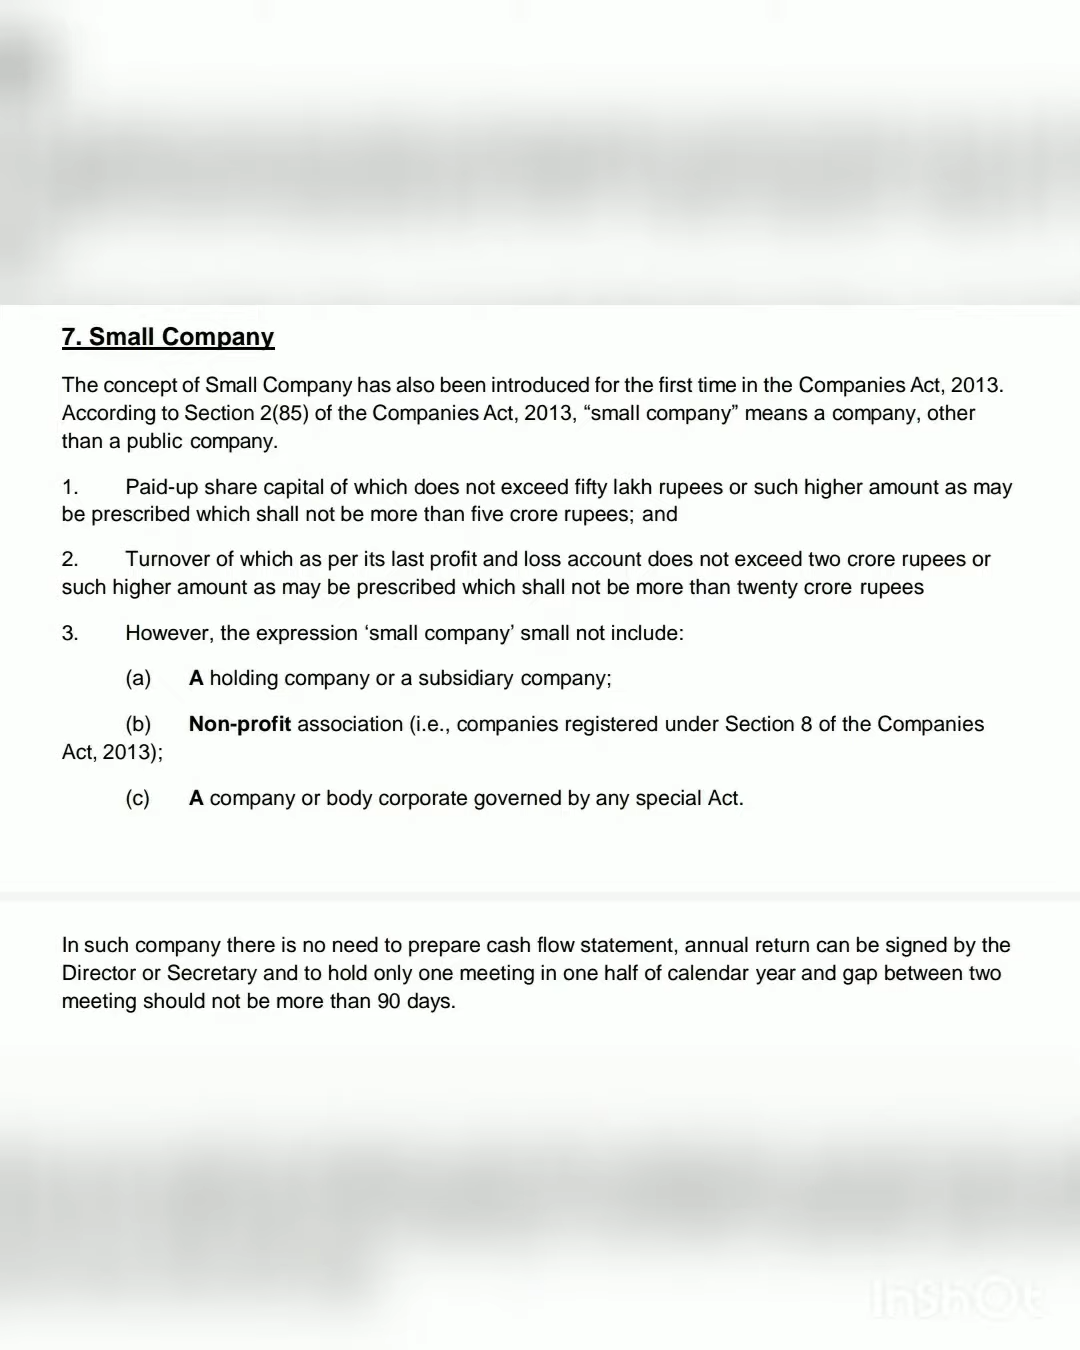 7. Small Company
The concept of Small Company has also been introduced for the first time in the Companies Act, 2013.
According to Section 2(85) of the Companies Act, 2013, “small company” means a company, other
than a public company.
1. Paid-up share capital of which does not exceed fifty lakh rupees or such higher amount as may
be prescribed which shall not be more than five crore rupees; and
2. Turnover of which as per its last profit and loss account does not exceed two crore rupees or
such higher amount as may be prescribed which shall not be more than twenty crore rupees
3. However, the expression ‘small company’ small not include:
(a) A holding company or a subsidiary company;
(b) Non-profit association (i.e., companies registered under Section 8 of the Companies
Act, 2013);
(c) A company or body corporate governed by any special Act.
In such company there is no need to prepare cash flow statement, annual return can be signed by the
Director or Secretary and to hold only one meeting in one half of calendar year and gap between two
meeting should not be more than 90 days.
InShOt